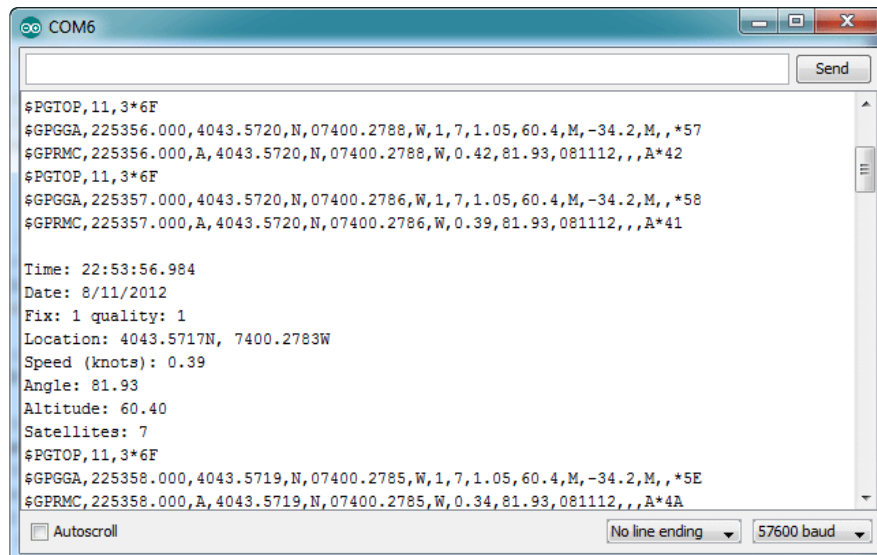 COM6
Send
$PGTOP,11,3*6F
$GPGGA,225356.000,4043.5720,N,07400.2788,W,1,7,1.05,60.4,M,-34.2,M,,*57
$GPRMC,225356.000,A,4043.5720,N,07400.2788,W,0.42,81.93,081112,,,A*42
$PGTOP,11,3*6F
$GPGGA,225357.000,4043.5720,N,07400.2786,W,1,7,1.05,60.4,M,-34.2,M,,*58
$GPRMC,225357.000,A,4043.5720,N,07400.2786,W,0.39,81.93,081112,,,A*41
Time: 22:53:56.984
Date: 8/11/2012
Fix: 1 quality: 1
Location: 4043.5717N, 7400.2783W
Speed (knots): 0.39
Angle: 81.93
Altitude: 60.40
Satellites: 7
$PGTOP,11,3*6F
$GPGGA,225358.000,4043.5719,N,07400.2785,W,1,7,1.05,60.4,M,-34.2,M,,*5E
$GPRMC,225358.000,A,4043.5719,N,07400.2785,W,0.34,81.93,081112,,,A*4A
Autoscroll No line ending 57600 baud